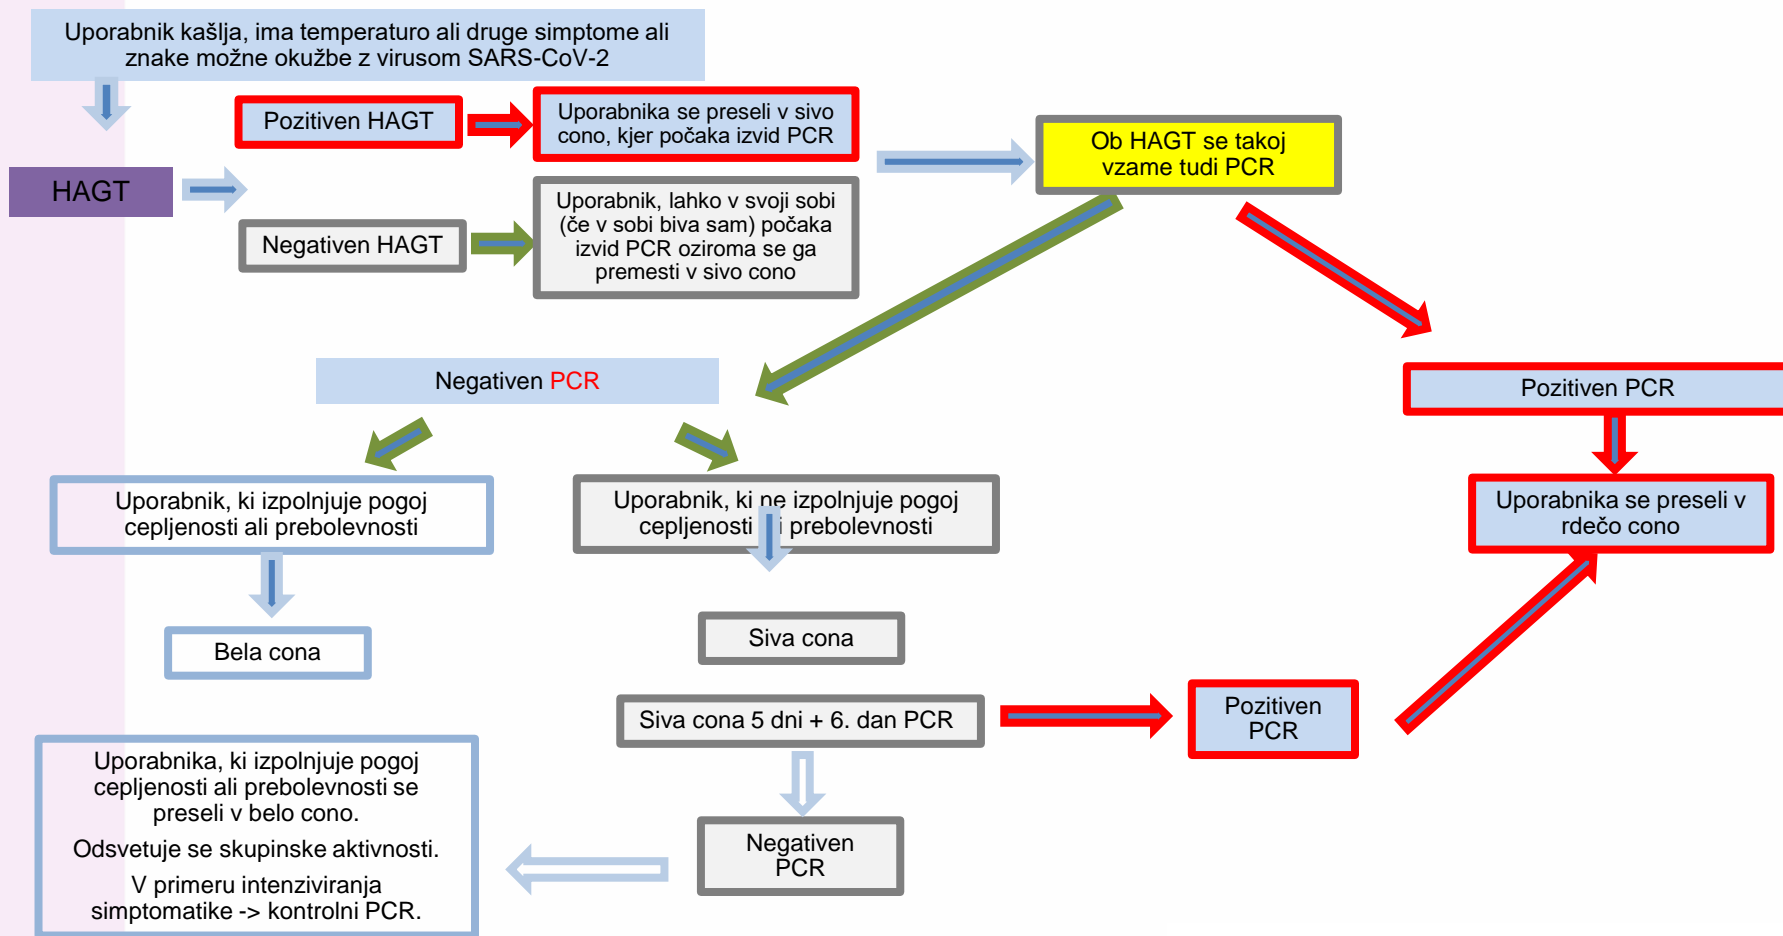 Uporabnik kašlja, ima temperaturo ali druge simptome ali
znake možne okužbe z virusom SARS-CoV-2
Pozitiven HAGT
Uporabnika se preseli v sivo
cono, kjer počaka izvid PCR
Ob HAGT se takoj
vzame tudi PCR
HAGT
Negativen HAGT
Uporabnik, lahko v svoji sobi
(če v sobi biva sam) počaka
izvid PCR oziroma se ga
premesti v sivo cono
Negativen PCR
Pozitiven PCR
Uporabnik, ki izpolnjuje pogoj
cepljenosti ali prebolevnosti
Uporabnik, ki ne izpolnjuje pogoj
cepljenosti prebolevnosti
Uporabnika se preseli v
rdečo cono
Bela cona
Siva cona
Siva cona 5 dni + 6. dan PCR
Pozitiven
PCR
Uporabnika, ki izpolnjuje pogoj
cepljenosti ali prebolevnosti se
preseli v belo cono.
Odsvetuje se skupinske aktivnosti.
V primeru intenziviranja
simptomatike -> kontrolni PCR.
Negativen
PCR